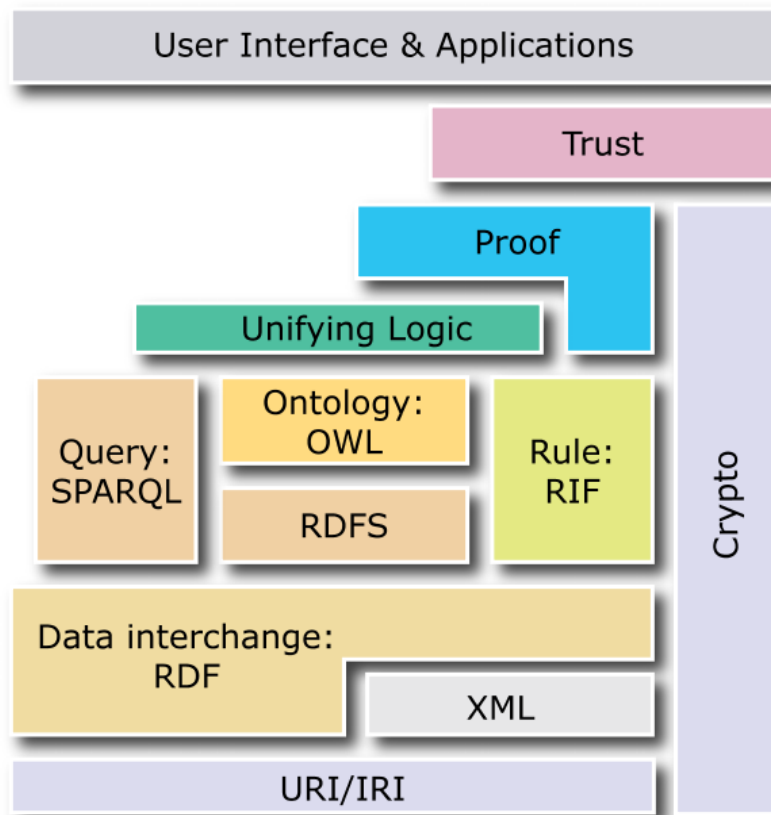 User Interface & Applications
Trust
Proof
Unifying Logic
Query:
SPARQL
Ontology:
OWL
RDFS
Rule:
RIF
Crypto
Data interchange:
RDF
XML
URI/IRI